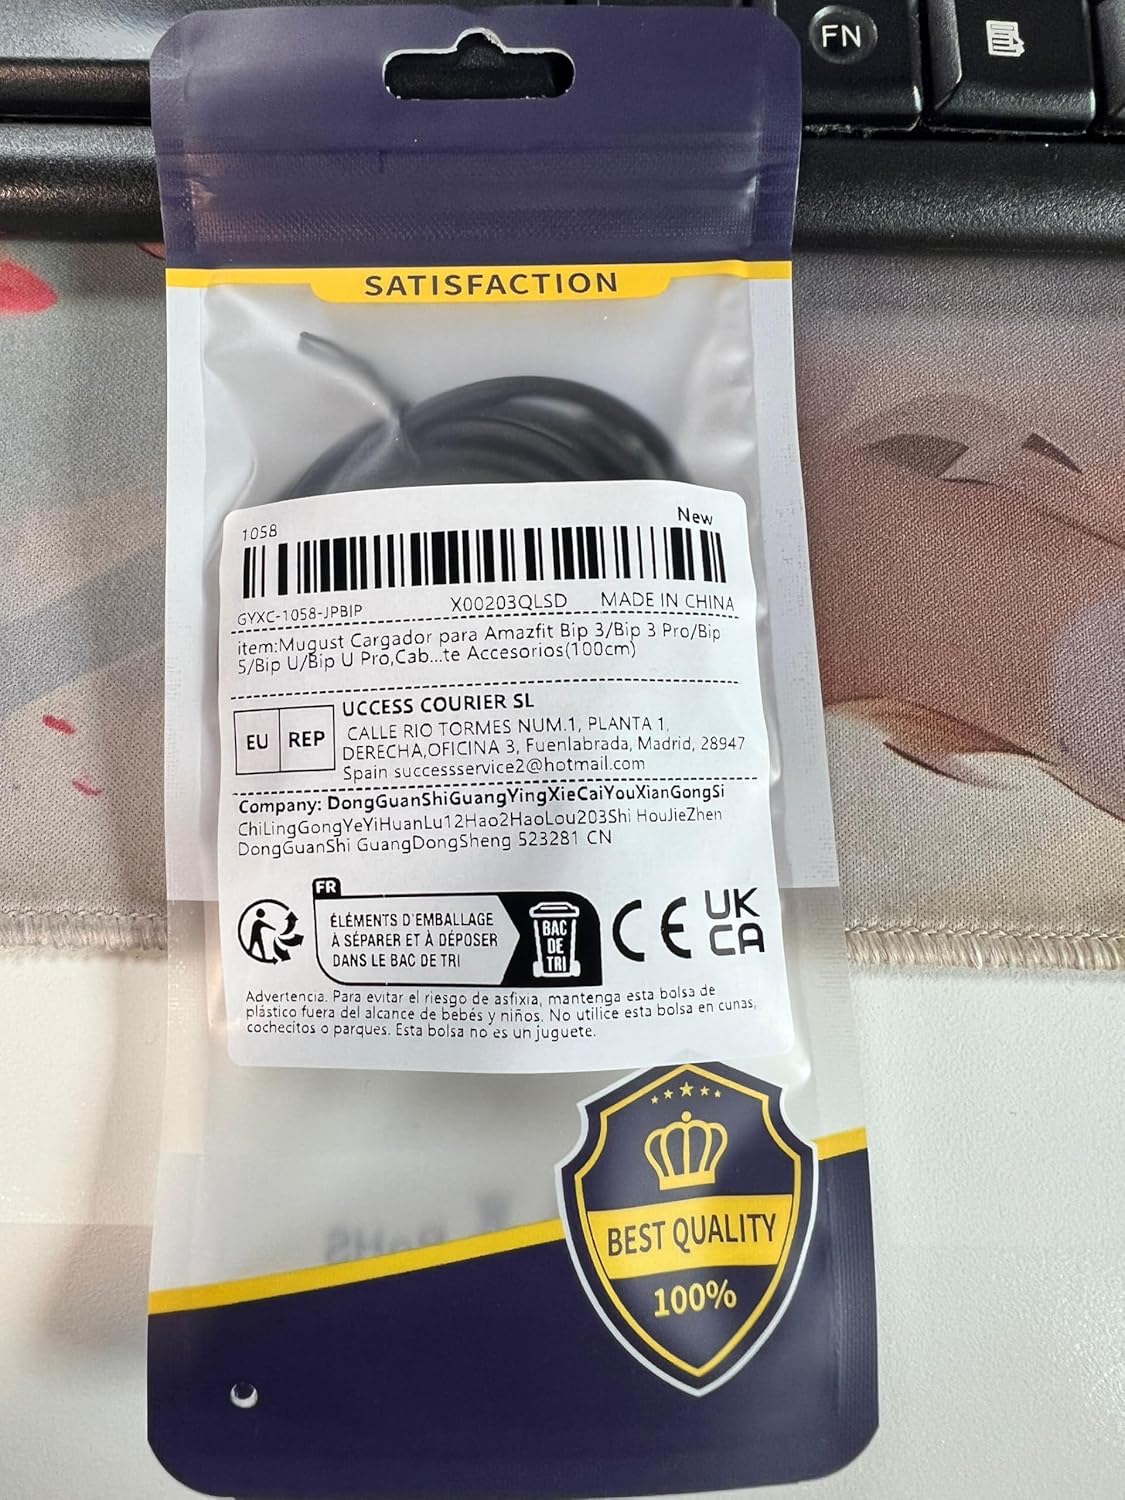 FN
SATISFACTION
1058
New
GYXC-1058-JPBIP X00203QLSD MADE IN CHINA
item:Mugust Cargador para Amazfit Bip 3/Bip 3 Pro/Bip
5/Bip U/Bip U Pro,Cab...te Accesorios(100cm)
EU REP
UCCESS COURIER SL
CALLE RIO TORMES NUM.1, PLANTA 1,
DERECHA,OFICINA 3, Fuenlabrada, Madrid, 28947
Spain successservice2@hotmail.com
Company: DongGuanShiGuangYingXieCaiYouXianGongSi
ChiLingGongYeYiHuanLu12Hao2HaoLou203Shi HouJieZhen
DongGuanShi GuangDongSheng 523281 CN
FR
ÉLÉMENTS D'EMBALLAGE
À SÉPARER ET À DÉPOSER
DANS LE BAC DE TRI
BAC
DE
TRI
CE
UK
CA
Advertencia. Para evitar el riesgo de asfixia, mantenga esta bolsa de
plástico fuera del alcance de bebés y niños. No utilice esta bolsa en cunas,
cochecitos o parques. Esta bolsa no es un juguete.
RoHS
BEST QUALITY
100%